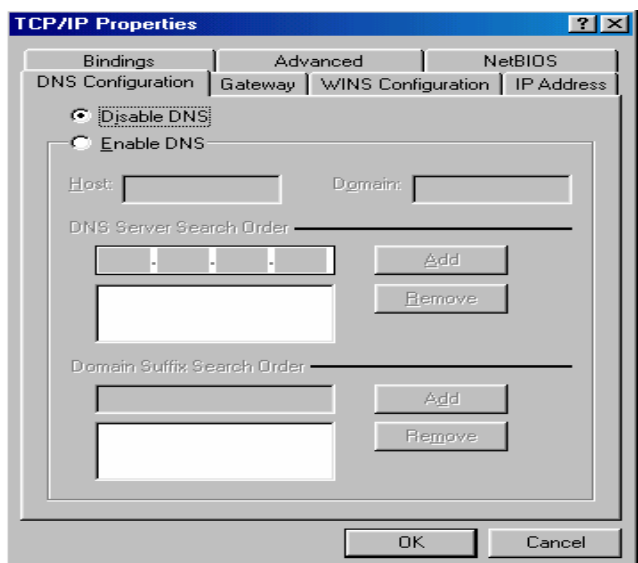 TCP/IP Properties ? X
Bindings Advanced NetBIOS
DNS Configuration Gateway WINS Configuration IP Address
Disable DNS
Enable DNS
Host: Domain:
DNS Server Search Order
. . . Add
Remove
Domain Suffix Search Order
Add
Remove
OK Cancel